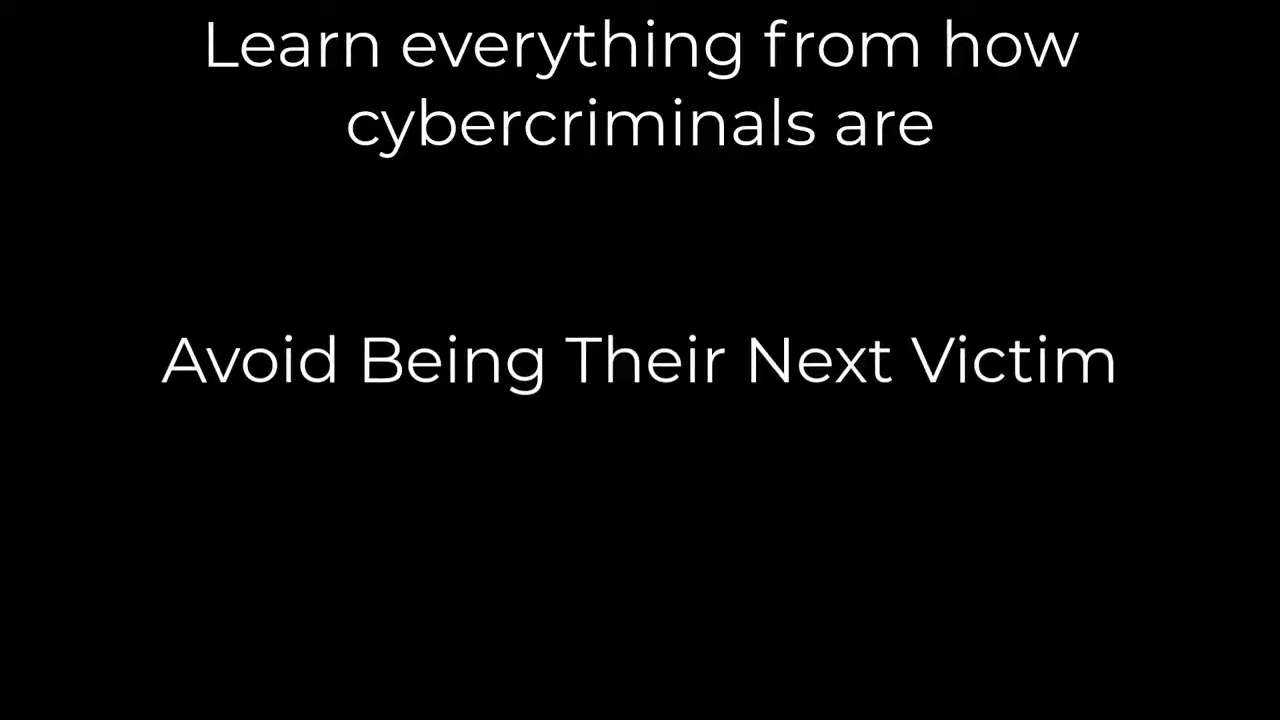 Learn everything from how
cybercriminals are
Avoid Being Their Next Victim